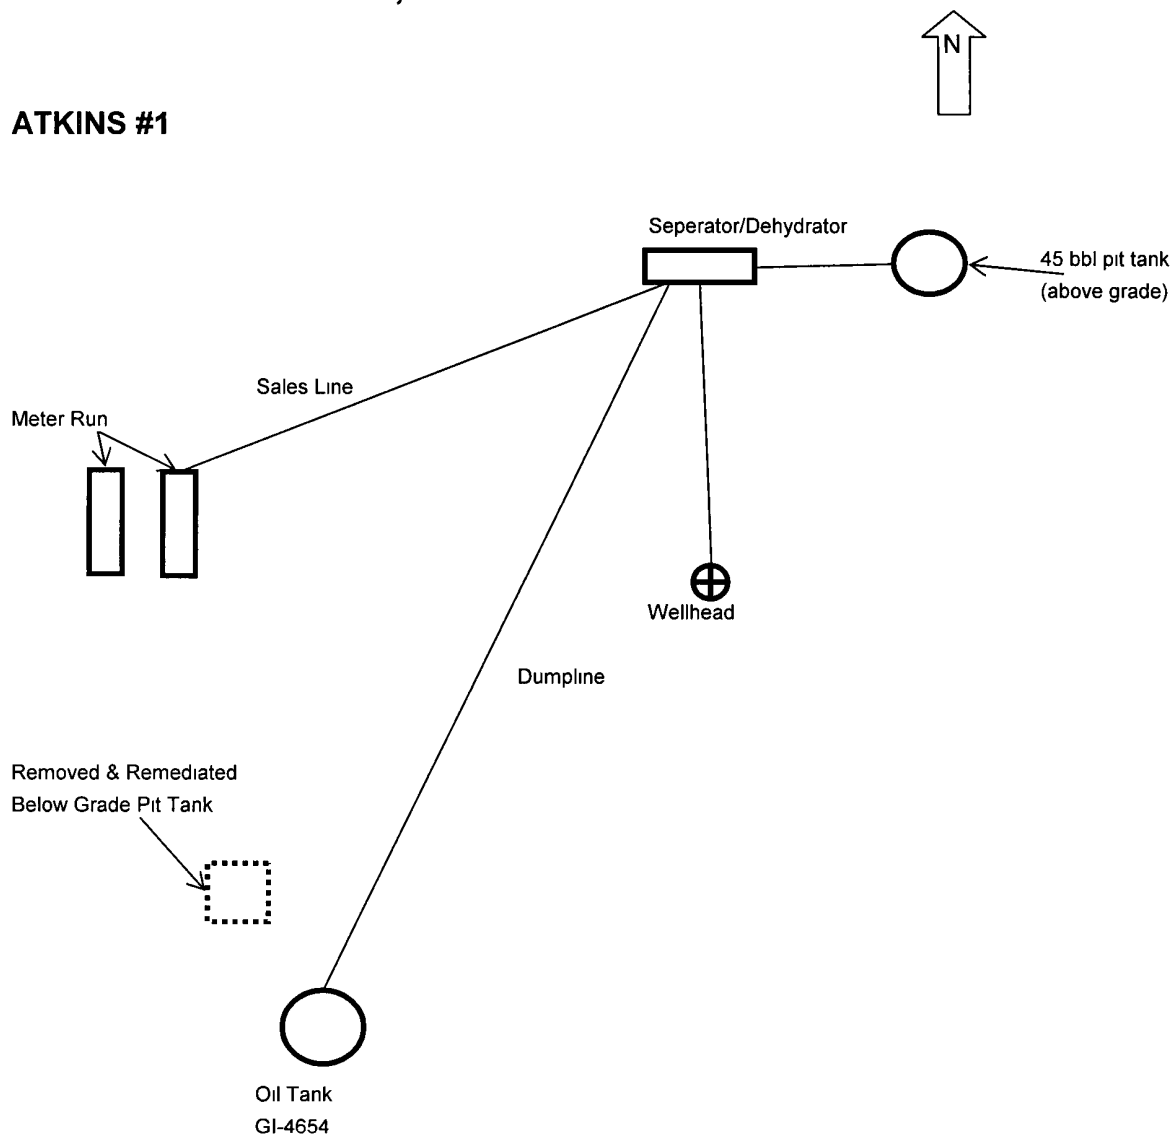 N
ATKINS #1
Seperator/Dehydrator
45 bbl pit tank
(above grade)
Sales Line
Meter Run
Wellhead
Dumpline
Removed & Remediated
Below Grade Pit Tank
Oil Tank
GI-4654